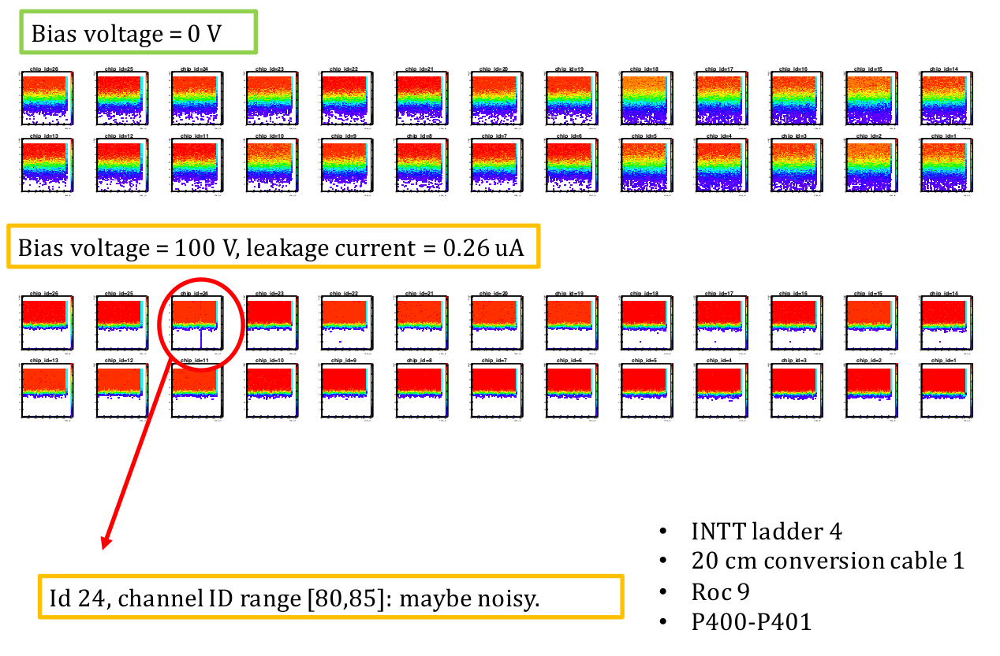 Bias voltage = 0 V
chip_id=26 chip_id=25 chip_id=24 chip_id=23 chip_id=22 chip_id=21 chip_id=20 chip_id=19 chip_id=18 chip_id=17 chip_id=16 chip_id=15 chip_id=14
chip_id=13 chip_id=12 chip_id=11 chip_id=10 chip_id=9 chip_id=8 chip_id=7 chip_id=6 chip_id=5 chip_id=4 chip_id=3 chip_id=2 chip_id=1
Bias voltage = 100 V, leakage current = 0.26 uA
chip_id=26 chip_id=25 chip_id=24 chip_id=23 chip_id=22 chip_id=21 chip_id=20 chip_id=19 chip_id=18 chip_id=17 chip_id=16 chip_id=15 chip_id=14
chip_id=13 chip_id=12 chip_id=11 chip_id=10 chip_id=9 chip_id=8 chip_id=7 chip_id=6 chip_id=5 chip_id=4 chip_id=3 chip_id=2 chip_id=1
Id 24, channel ID range [80,85]: maybe noisy.
• INTT ladder 4
• 20 cm conversion cable 1
• Roc 9
• P400-P401